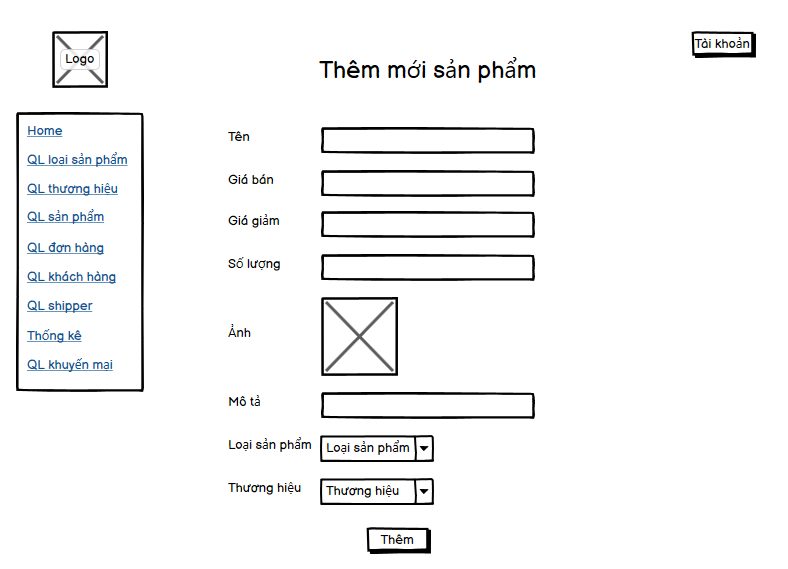 Logo
Tài khoản
Thêm mới sản phẩm
Home
QL loại sản phẩm
QL thương hiệu
QL sản phẩm
QL đơn hàng
QL khách hàng
QL shipper
Thống kê
QL khuyến mại
Tên
Giá bán
Giá giảm
Số lượng
Ảnh
Mô tả
Loại sản phẩm Loại sản phẩm
Thương hiệu Thương hiệu
Thêm